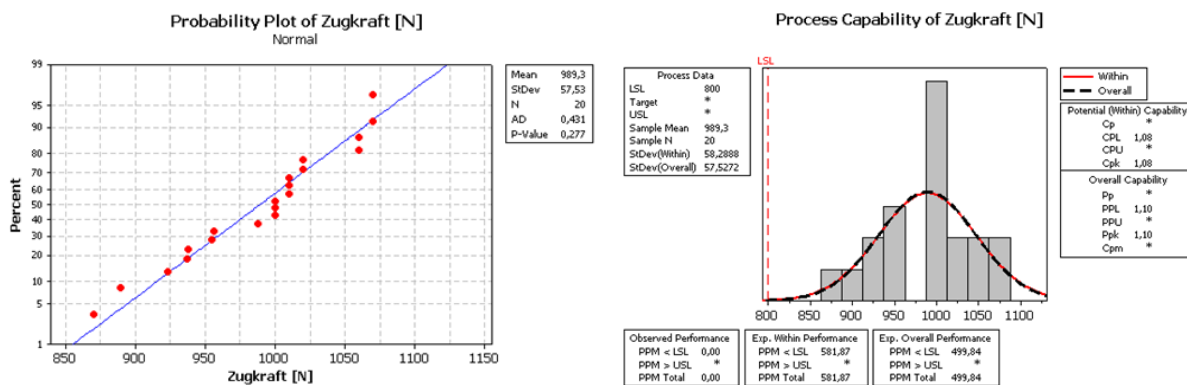 Probability Plot of Zugkraft [N]
Normal
99
95
90
80
70
60
50
40
30
20
10
5
1
Percent
850 900 950 1000 1050 1100 1150
Zugkraft [N]
Mean 989,3
StDev 57,53
N 20
AD 0,431
P-Value 0,277
Process Capability of Zugkraft [N]
LSL
Process Data
LSL 800
Target *
USL *
Sample Mean 989,3
Sample N 20
StDev(Within) 58,2888
StDev(Overall) 57,5272
800 850 900 950 1000 1050 1100
Within
Overall
Potential (Within) Capability
Cp *
CPL 1,08
CPU *
Cpk 1,08
Overall Capability
Pp *
PPL 1,10
PPU *
Ppk 1,10
Cpm *
Observed Performance
PPM < LSL 0,00
PPM > USL *
PPM Total 0,00
Exp. Within Performance
PPM < LSL 581,87
PPM > USL *
PPM Total 581,87
Exp. Overall Performance
PPM < LSL 499,84
PPM > USL *
PPM Total 499,84